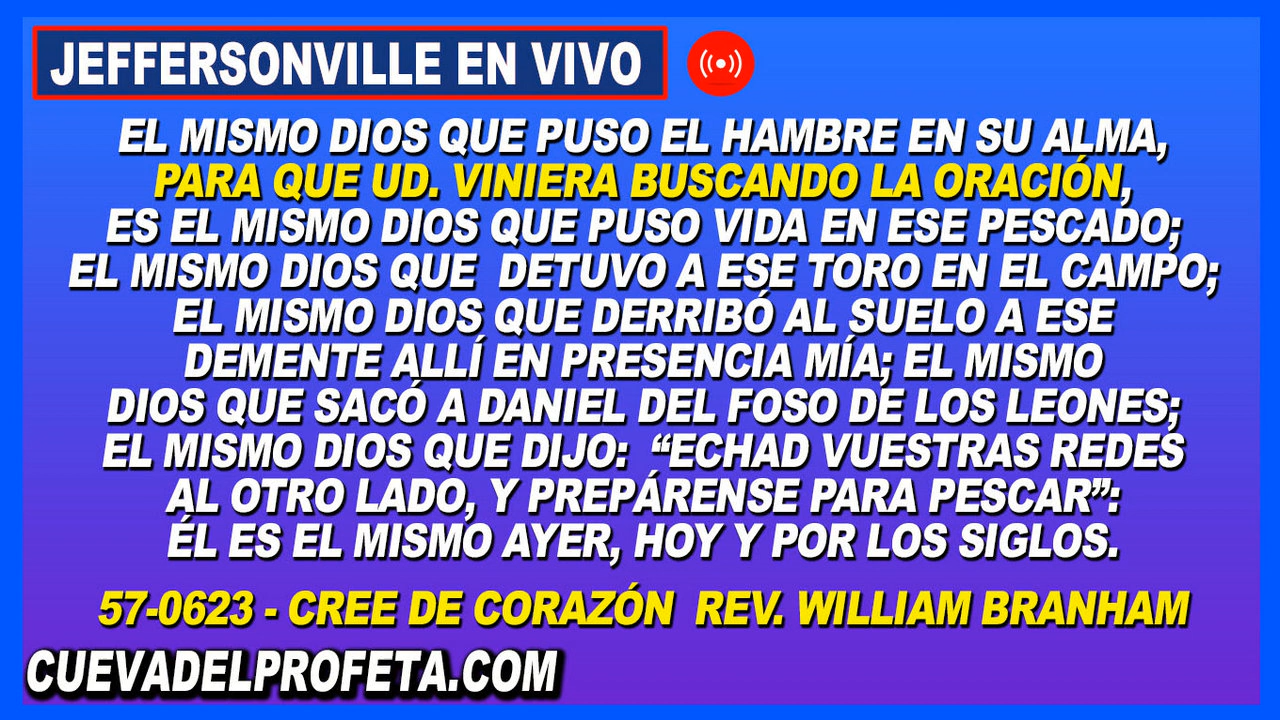 JEFFERSONVILLE EN VIVO
EL MISMO DIOS QUE PUSO EL HAMBRE EN SU ALMA,
PARA QUE UD. VINIERA BUSCANDO LA ORACIÓN,
ES EL MISMO DIOS QUE PUSO VIDA EN ESE PESCADO;
EL MISMO DIOS QUE DETUVO A ESE TORO EN EL CAMPO;
EL MISMO DIOS QUE DERRIBÓ AL SUELO A ESE
DEMENTE ALLÍ EN PRESENCIA MÍA; EL MISMO
DIOS QUE SACÓ A DANIEL DEL FOSO DE LOS LEONES;
EL MISMO DIOS QUE DIJO: “ECHAD VUESTRAS REDES
AL OTRO LADO, Y PREPÁRENSE PARA PESCAR”:
ÉL ES EL MISMO AYER, HOY Y POR LOS SIGLOS.
57-0623 - CREE DE CORAZÓN REV. WILLIAM BRANHAM
CUEVADELPROFETA.COM